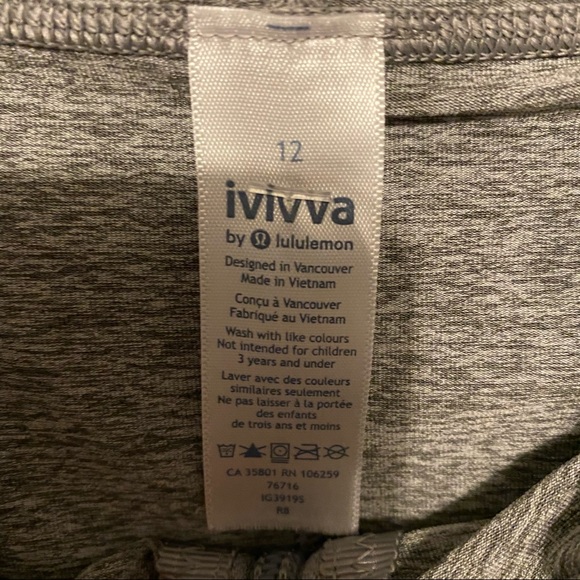 12
ivivva
by lululemon
Designed in Vancouver
Made in Vietnam
Conçu à Vancouver
Fabriqué au Vietnam
Wash with like colours
Not intended for children
3 years and under
Laver avec des couleurs
similaires seulement
Ne pas laisser à la portée
des enfants
de trois ans et moins
CA 35801 RN 106259
76716
IG39195
R8